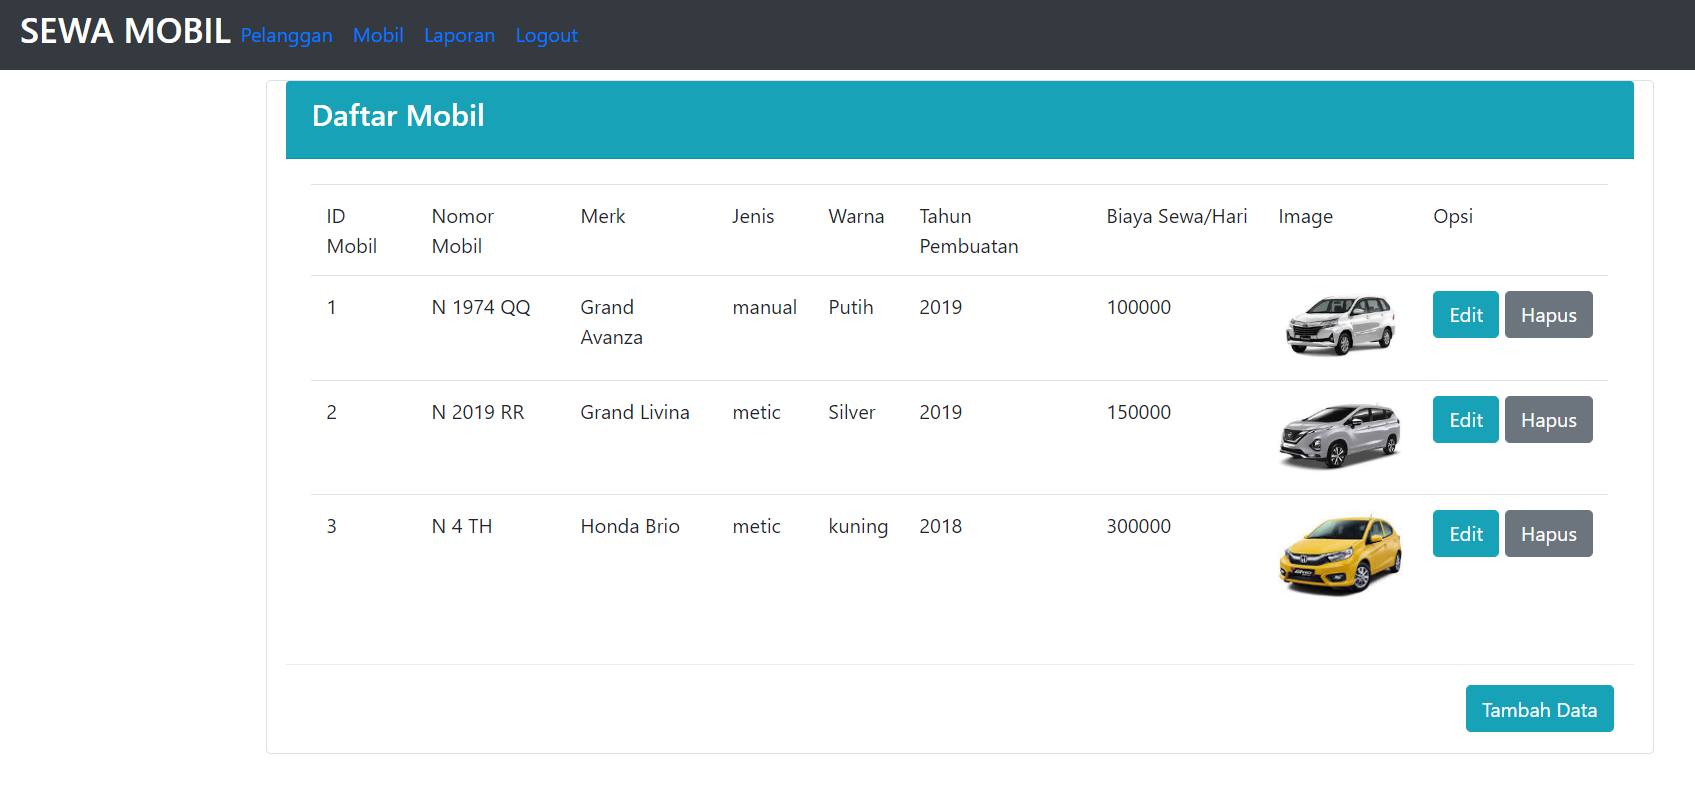 SEWA MOBIL Pelanggan Mobil Laporan Logout
Daftar Mobil
ID Mobil Nomor Mobil Merk Jenis Warna Tahun Pembuatan Biaya Sewa/Hari Image Opsi
1 N 1974 QQ Grand Avanza manual Putih 2019 100000 Edit Hapus
2 N 2019 RR Grand Livina metic Silver 2019 150000 Edit Hapus
3 N 4 TH Honda Brio metic kuning 2018 300000 Edit Hapus
Tambah Data